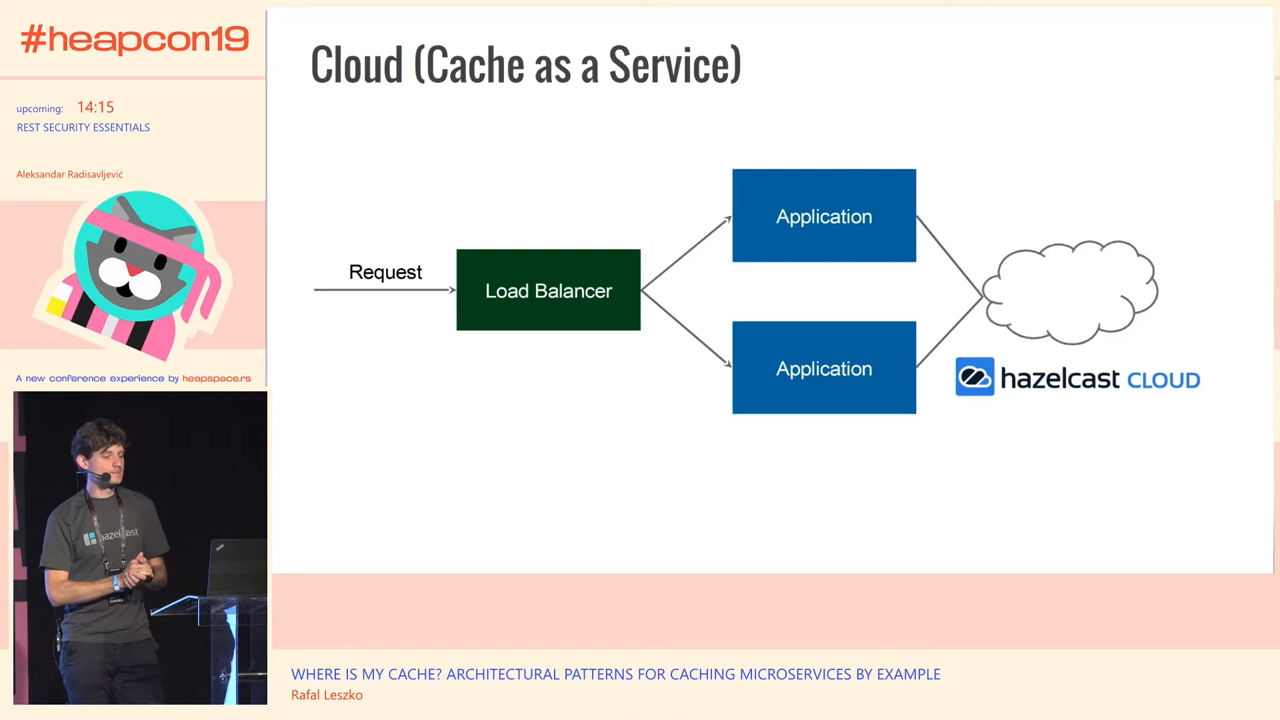 #heapcon19
upcoming: 14:15
REST SECURITY ESSENTIALS
Aleksandar Radisavljević
A new conference experience by heapspace.rs
Cloud (Cache as a Service)
Request
Load Balancer
Application
Application
hazelcast CLOUD
hazelcast
WHERE IS MY CACHE? ARCHITECTURAL PATTERNS FOR CACHING MICROSERVICES BY EXAMPLE
Rafal Leszko